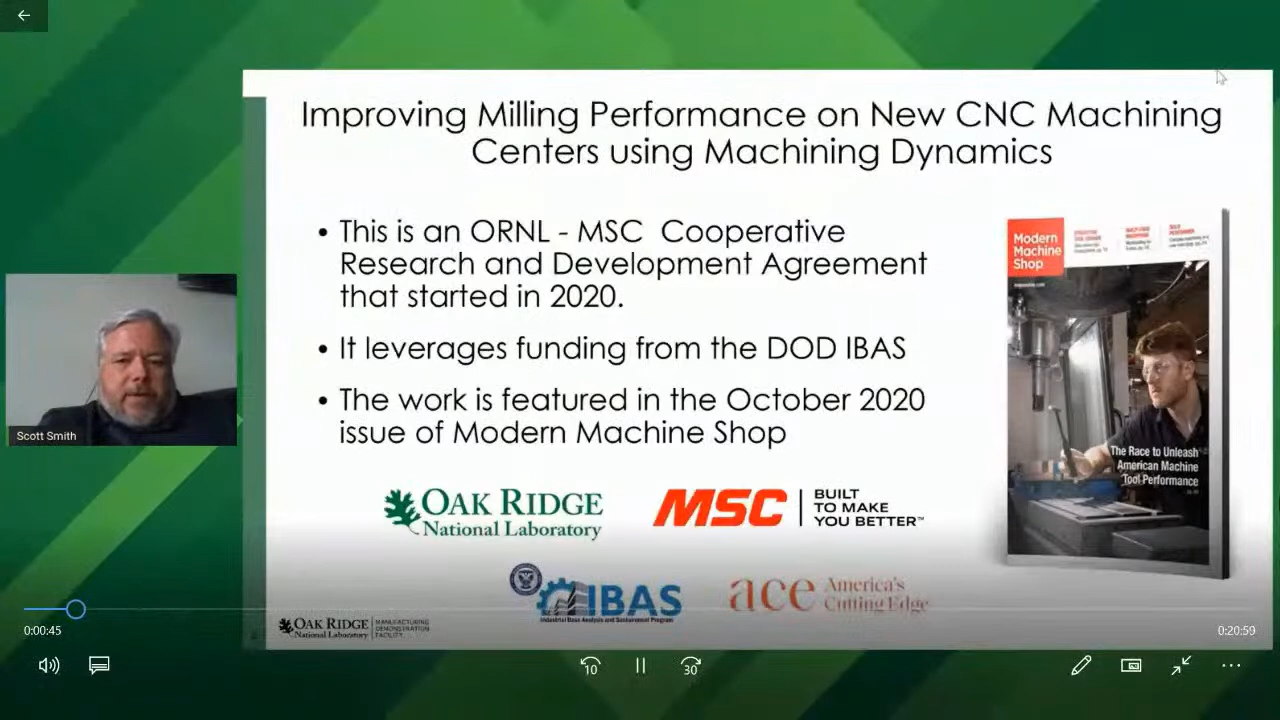 Improving Milling Performance on New CNC Machining
Centers using Machining Dynamics
• This is an ORNL - MSC Cooperative
Research and Development Agreement
that started in 2020.
• It leverages funding from the DOD IBAS
• The work is featured in the October 2020
issue of Modern Machine Shop
Modern
Machine
Shop
The Race to Unleash
American Machine
Tool Performance
Scott Smith
OAK RIDGE
National Laboratory
MSC
BUILT
TO MAKE
YOU BETTER™
IBAS
Industrial Base Analysis and Sustainment Program
ace America's
Cutting Edge
OAK RIDGE
National Laboratory
MANUFACTURING
DEMONSTRATION
FACILITY
0:00:45
0:20:59
10
30